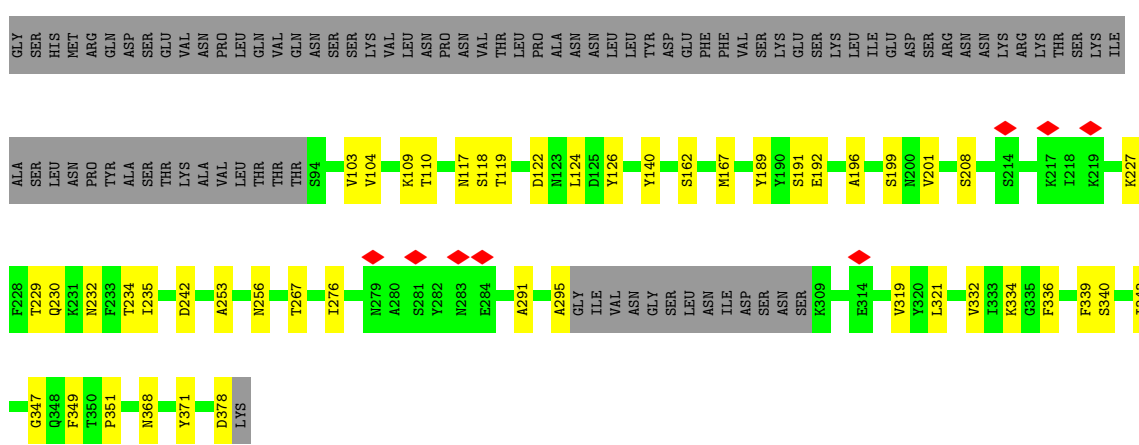 GLY SER HIS MET ARG GLN ASP SER GLU VAL ASN PRO LEU GLN VAL GLN ASN SER SER LYS VAL LEU ASN PRO ASN VAL THR LEU PRO ALA ASN ASN LEU LEU TYR ASP GLU PHE PHE VAL SER LYS GLU SER LYS LEU ILE GLU ASP SER ARG ASN ASN LYS ARG LYS THR SER LYS ILE
ALA SER LEU ASN PRO TYR ALA SER THR LYS ALA VAL LEU THR THR THR S94 V103 V104 K109 T110 N117 S118 T119 D122 N123 L124 D125 Y126 Y140 S162 M167 Y189 Y190 S191 E192 A196 S199 N200 V201 S208 S214 K217 I218 K219 K227
F228 T229 Q230 K231 N232 F233 T234 I235 D242 A253 N256 T267 I276 N279 A280 S281 Y282 N283 E284 A291 A295 GLY ILE VAL ASN GLY SER LEU ASN ILE ASP SER ASN SER K309 E314 V319 Y320 L321 V332 I333 K334 G335 F336 F339 S340
G347 Q348 F349 T350 P351 N368 Y371 D378 LYS